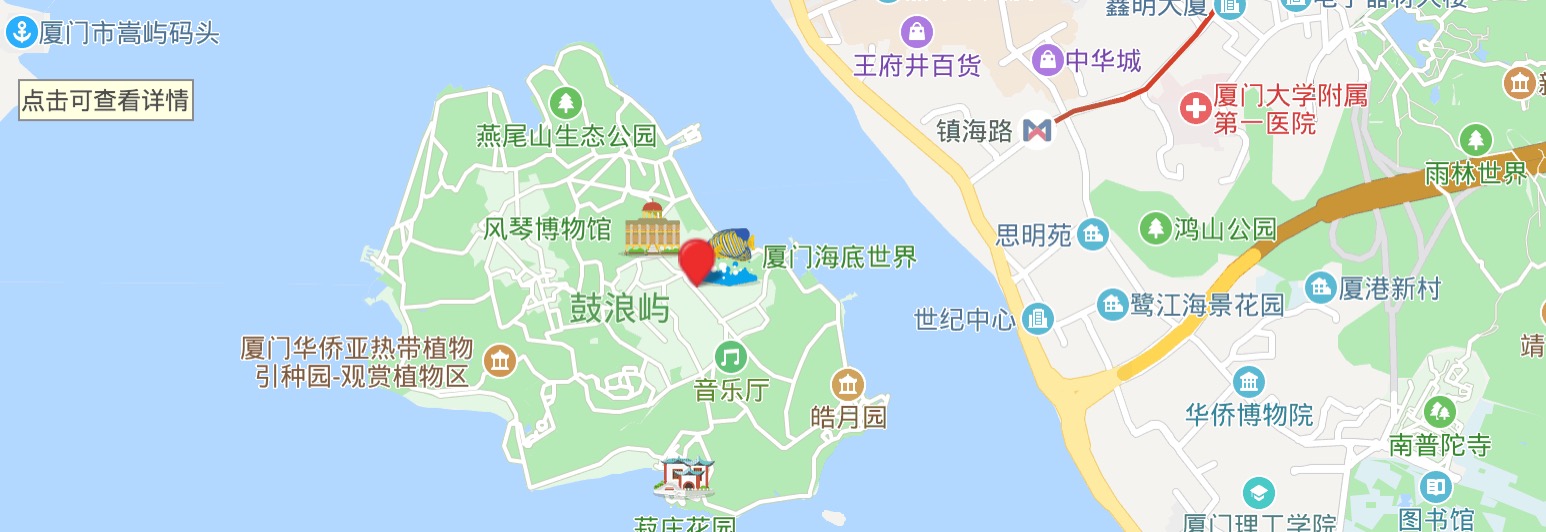 鑫明大厦
厦门市嵩屿码头
王府井百货
中华城
点击可查看详情
厦门大学附属
第一医院
燕尾山生态公园
镇海路
雨林世界
风琴博物馆
思明苑
鸿山公园
厦门海底世界
鼓浪屿
世纪中心
鹭江海景花园
厦港新村
厦门华侨亚热带植物
引种园-观赏植物区
靖
音乐厅
皓月园
华侨博物院
南普陀寺
菽庄花园
厦门理工学院
图书馆